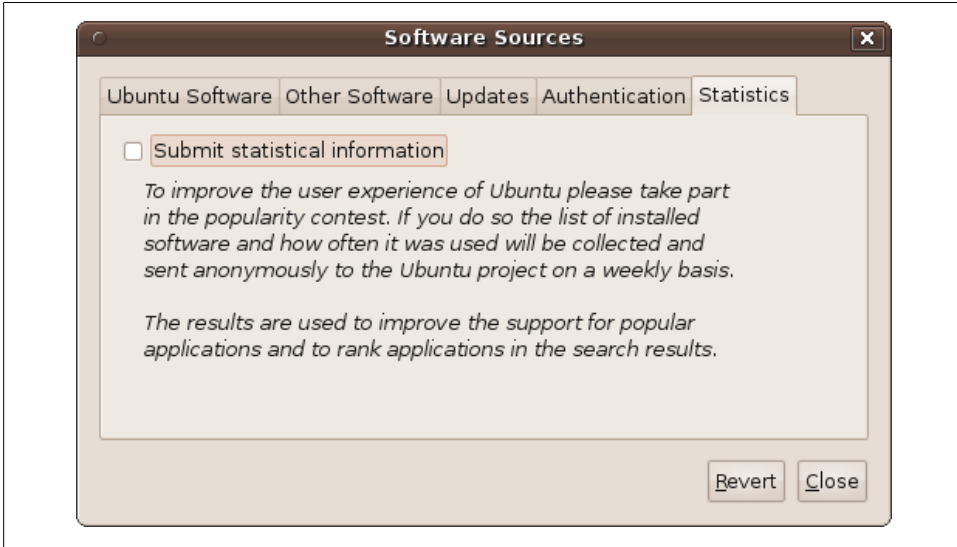 Software Sources
Ubuntu Software Other Software Updates Authentication Statistics
Submit statistical information
To improve the user experience of Ubuntu please take part
in the popularity contest. If you do so the list of installed
software and how often it was used will be collected and
sent anonymously to the Ubuntu project on a weekly basis.
The results are used to improve the support for popular
applications and to rank applications in the search results.
Revert Close